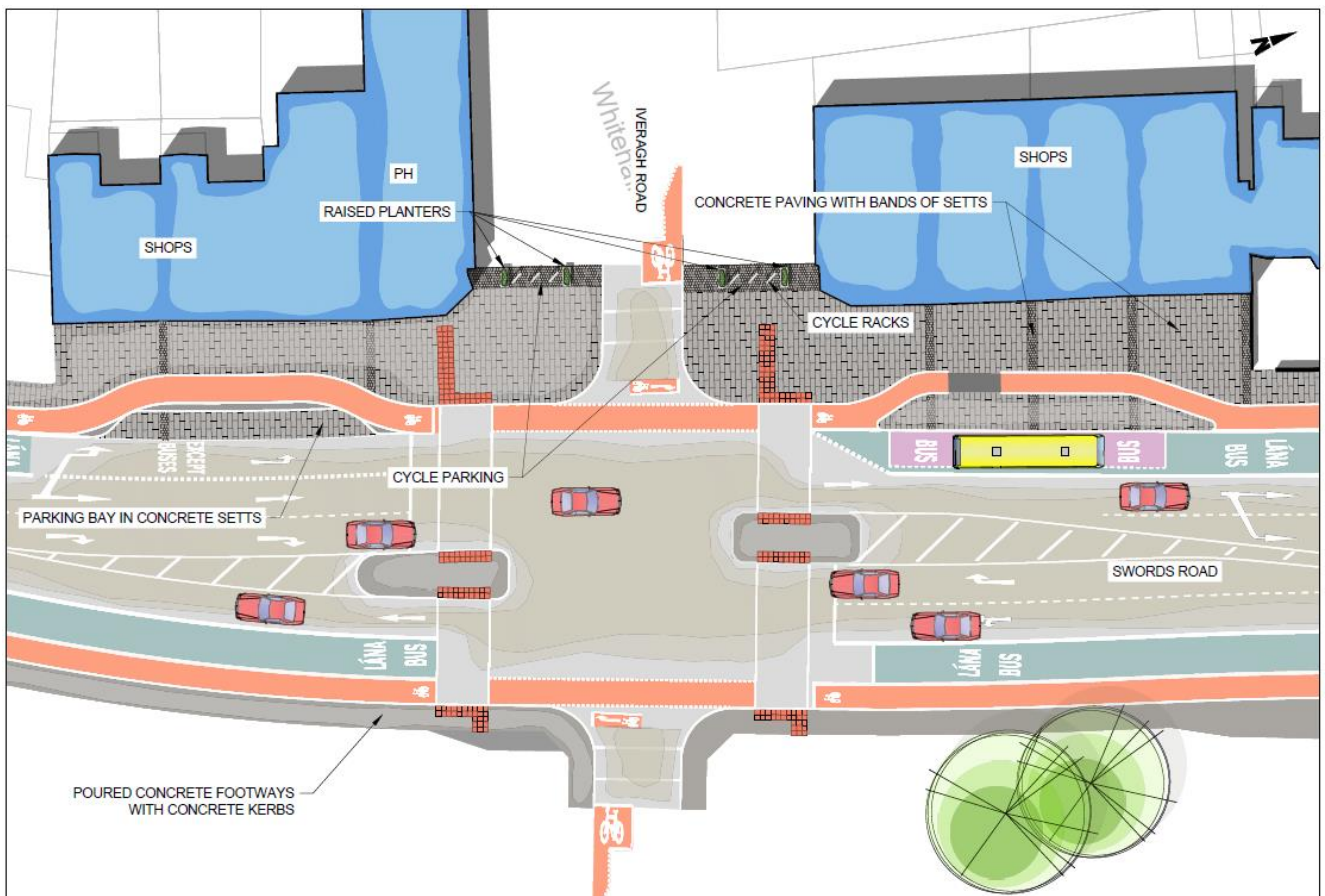 N
Whitehal
IVERAGH ROAD
PH
SHOPS
RAISED PLANTERS
CONCRETE PAVING WITH BANDS OF SETTS
SHOPS
CYCLE RACKS
LÁNA
EXCEPT
BUSES
CYCLE PARKING
BUS
BUS
LÁNA
BUS
PARKING BAY IN CONCRETE SETTS
SWORDS ROAD
LÁNA
BUS
LÁNA
BUS
POURED CONCRETE FOOTWAYS
WITH CONCRETE KERBS